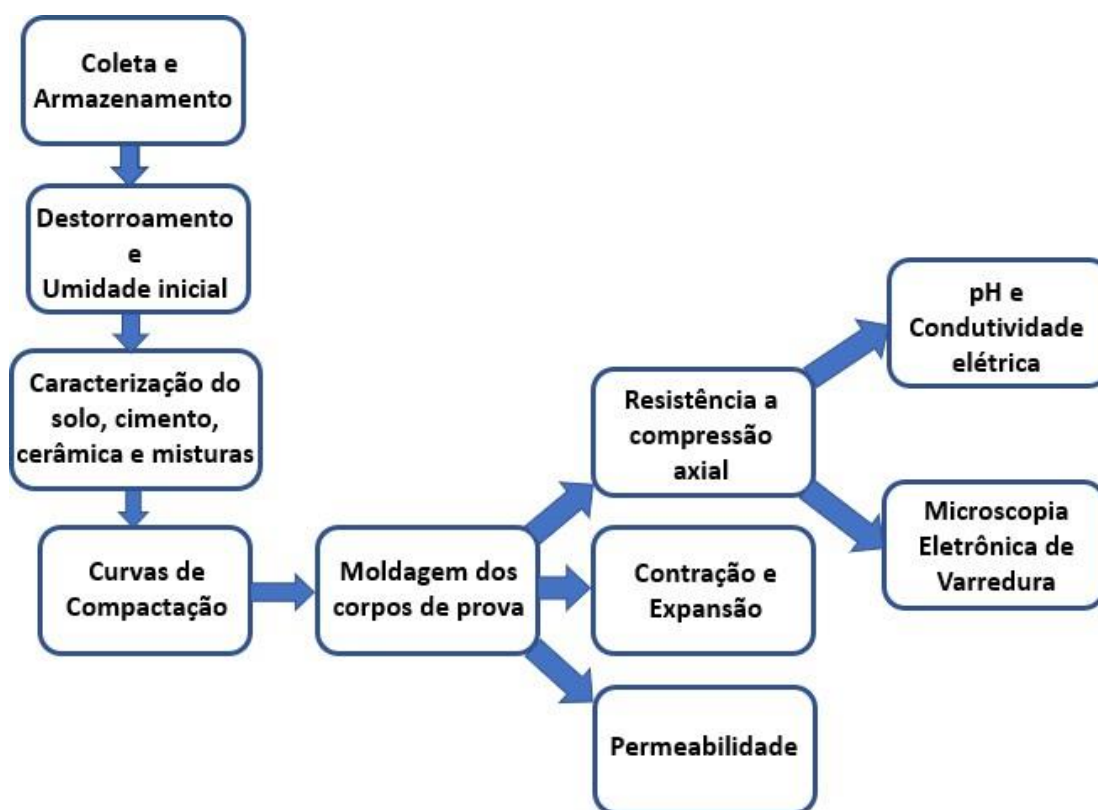 Coleta e
Armazenamento
Destorroamento
e
Umidade inicial
Caracterização do
solo, cimento,
cerâmica e misturas
Curvas de
Compactação
Moldagem dos
corpos de prova
Resistência a
compressão
axial
Contração e
Expansão
Permeabilidade
pH e
Condutividade
elétrica
Microscopia
Eletrônica de
Varredura